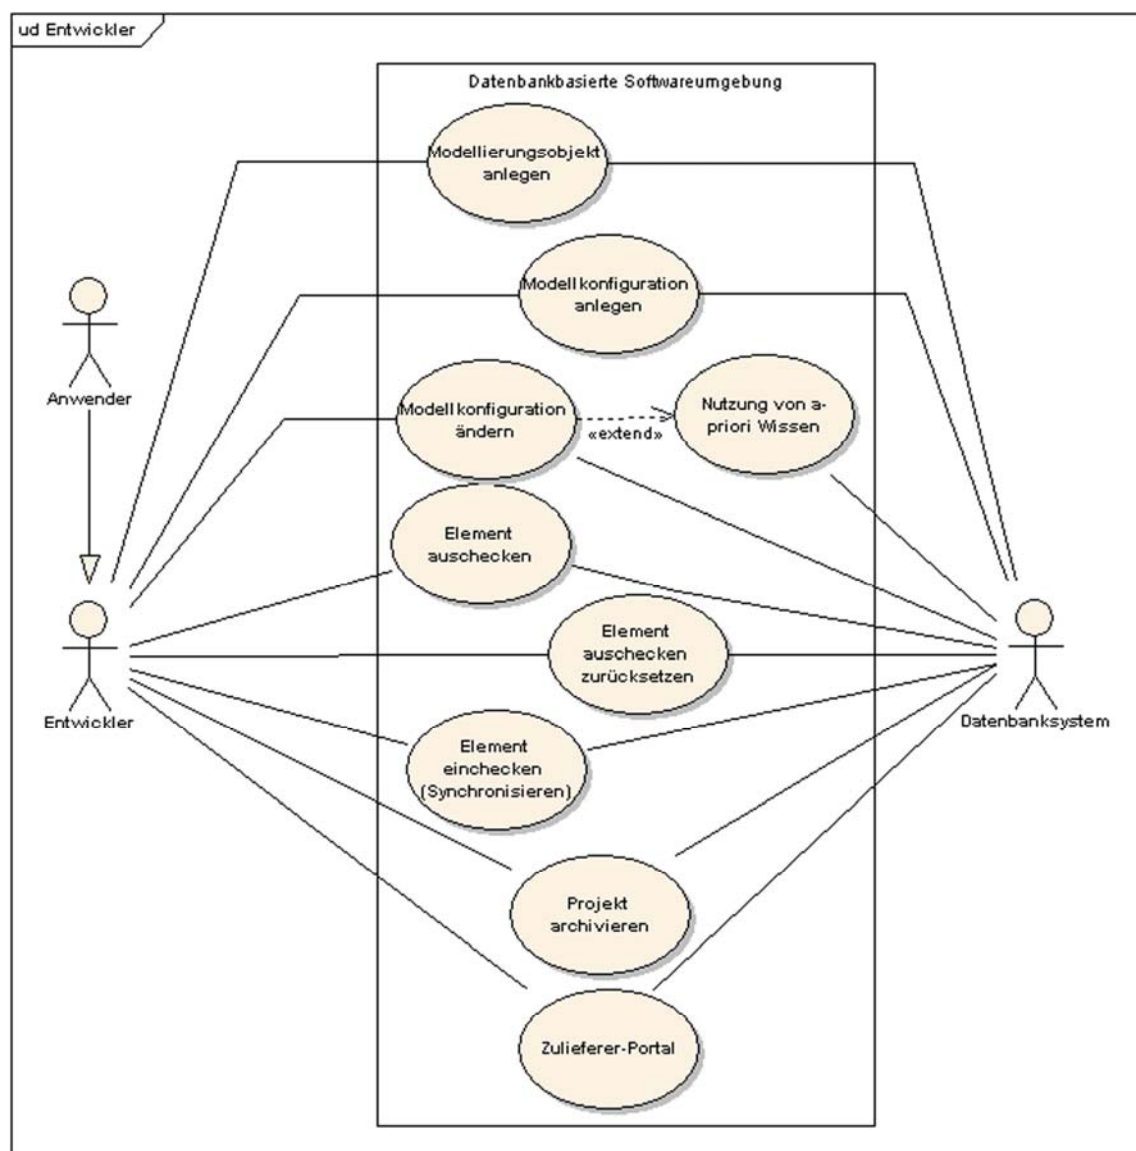 ud Entwickler
Datenbankbasierte Softwareumgebung
Modellierungsobjekt
anlegen
Modellkonfiguration
anlegen
Anwender
Modellkonfiguration
ändern
«extend»
Nutzung von a-
priori Wissen
Element
auschecken
Element
auschecken
zurücksetzen
Entwickler
Datenbanksystem
Element
einchecken
(Synchronisieren)
Projekt
archivieren
Zulieferer-Portal